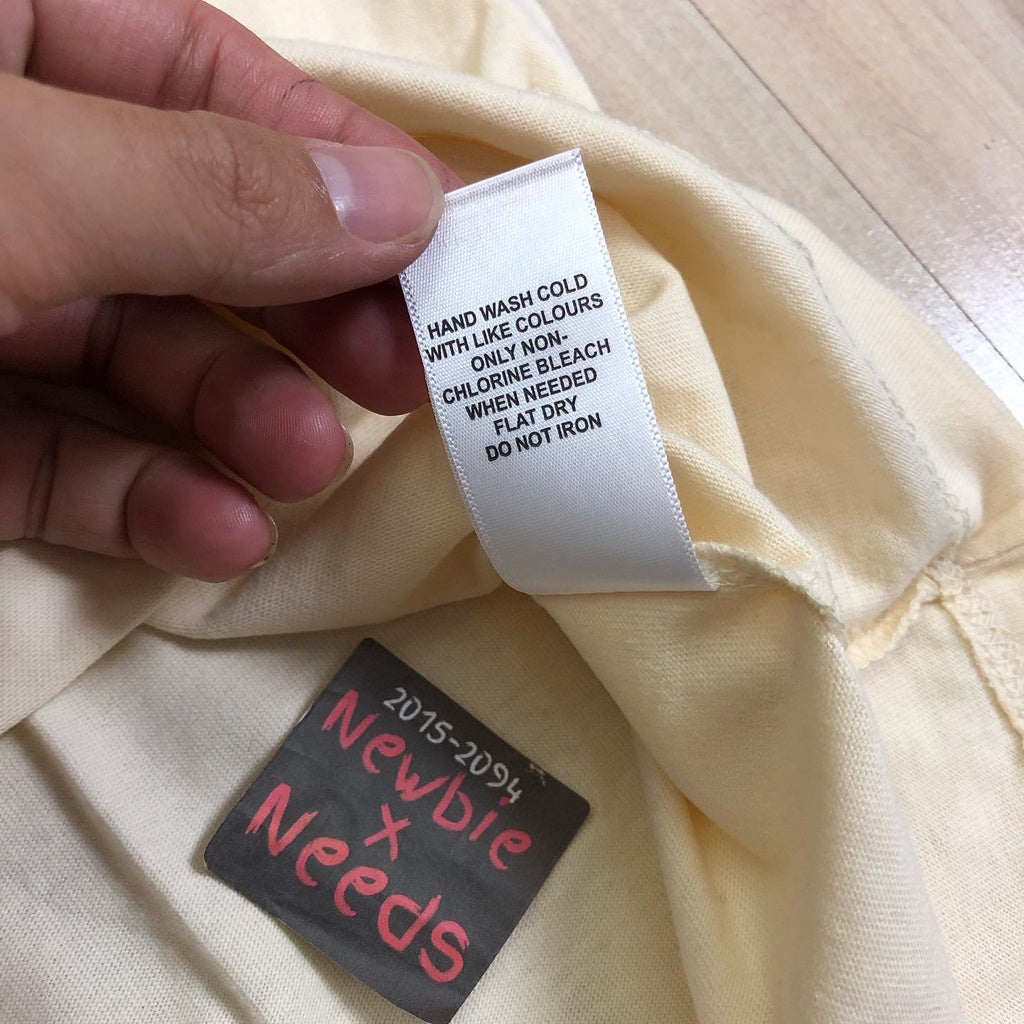 HAND WASH COLD
WITH LIKE COLOURS
ONLY NON-
CHLORINE BLEACH
WHEN NEEDED
FLAT DRY
DO NOT IRON
2015-2094
Newbie
x
Needs